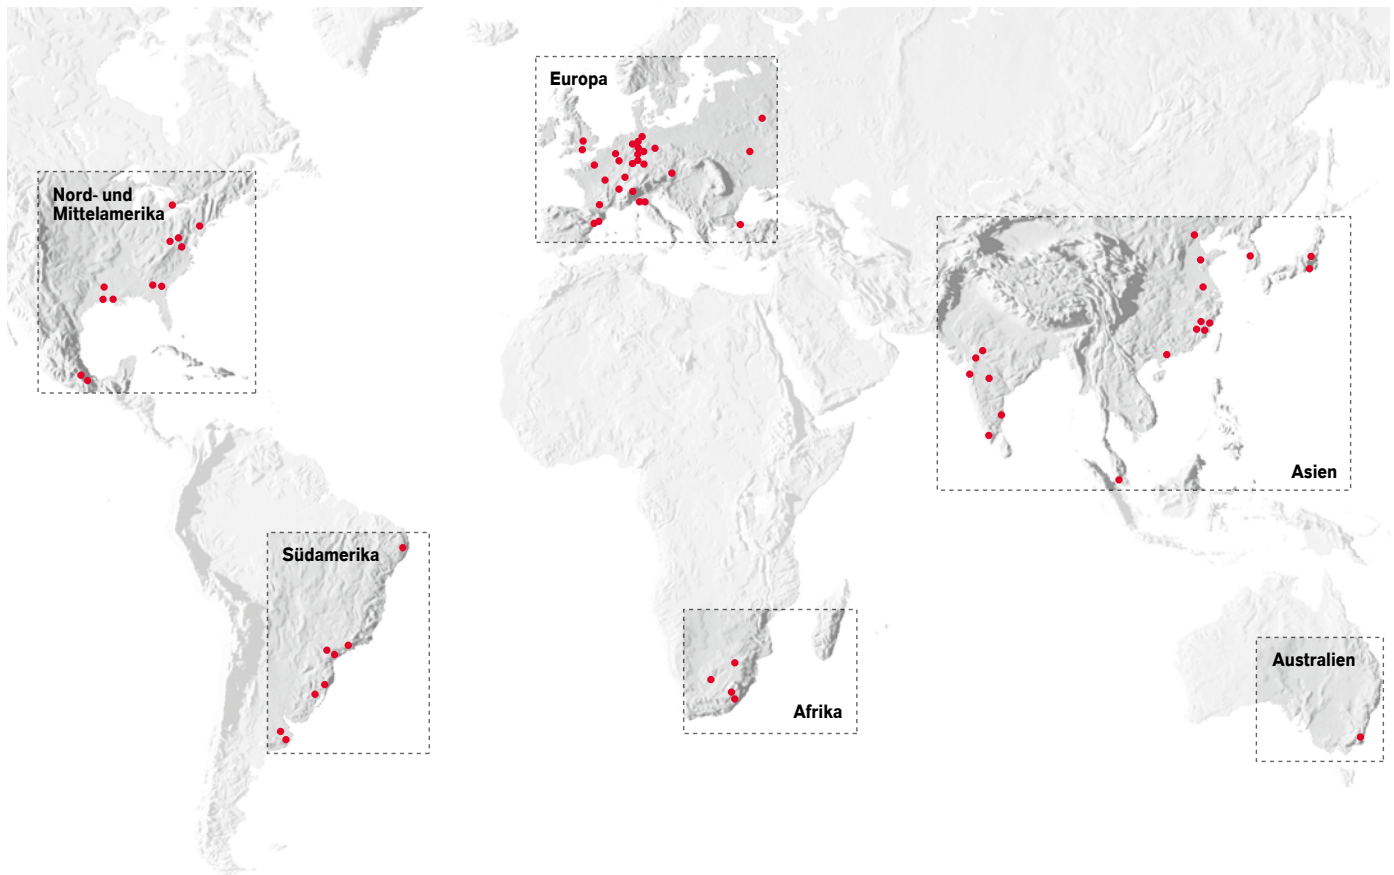 Europa
Nord- und
Mittelamerika
Asien
Südamerika
Australien
Afrika